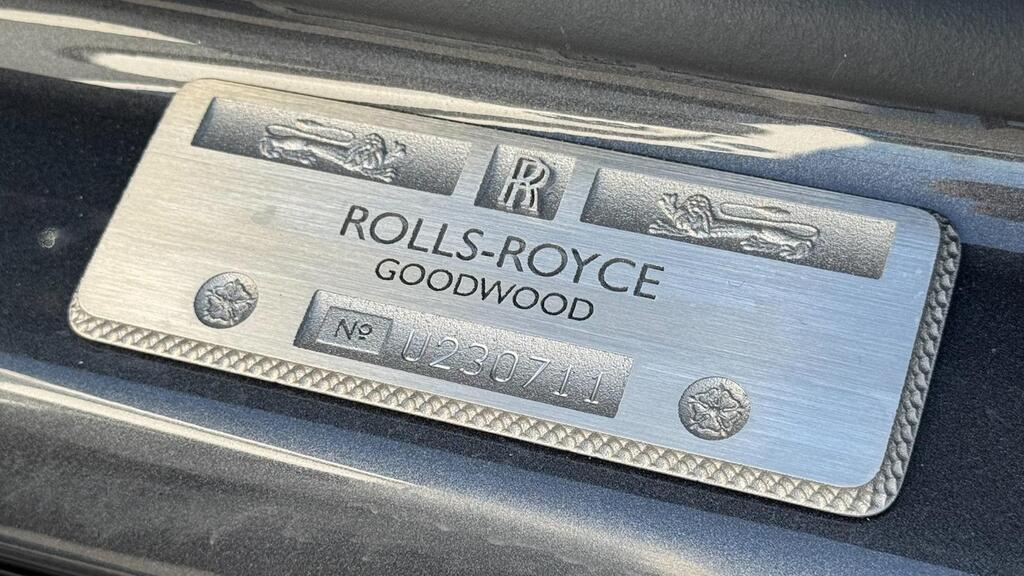 RR
ROLLS-ROYCE
GOODWOOD
Nº U230711